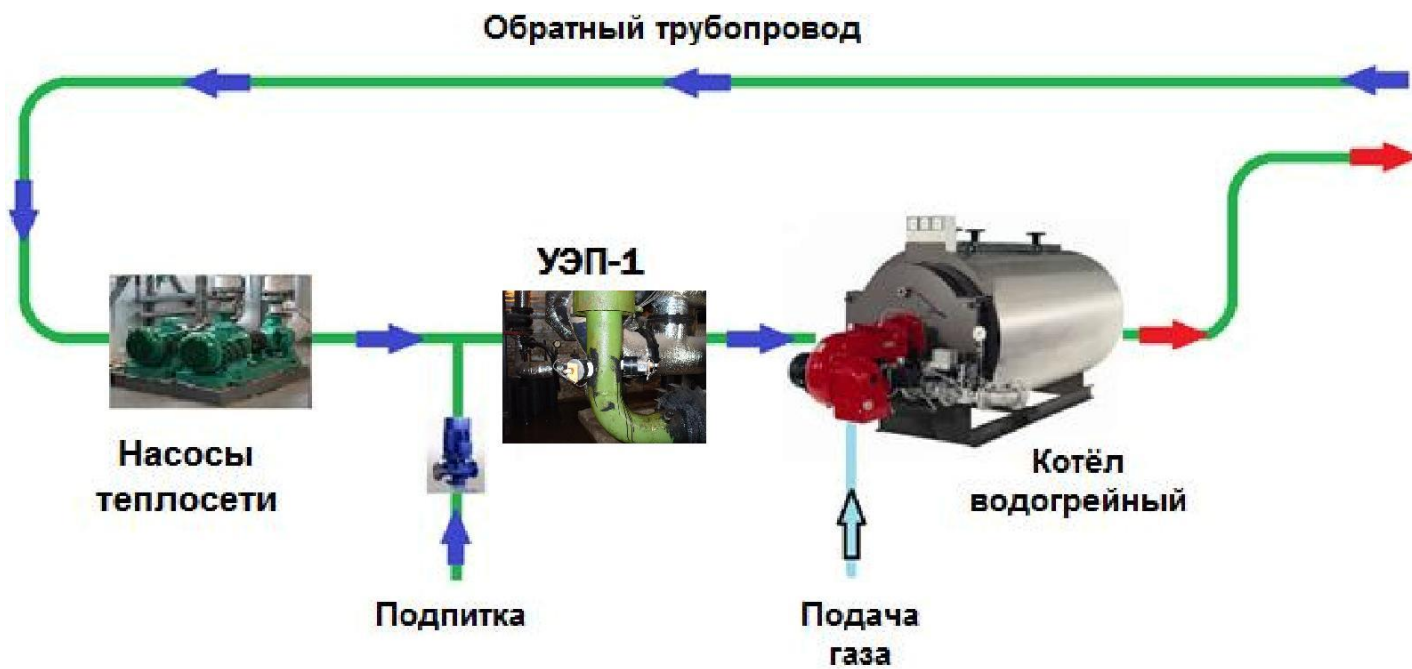 Обратный трубопровод
УЭП-1
Насосы
теплосети
Котёл
водогрейный
Подпитка
Подача
газа